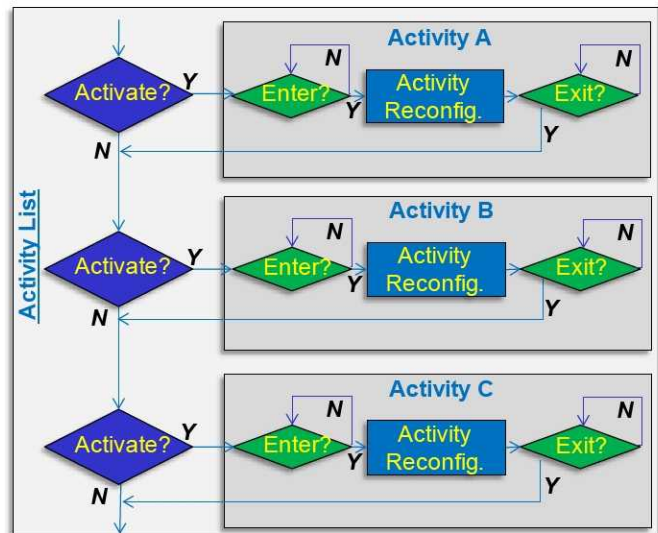 Activity List
Activity A
Activate?
Y
Enter?
N
Y
Activity
Reconfig.
Exit?
N
Y
N
Activity B
Activate?
Y
Enter?
N
Y
Activity
Reconfig.
Exit?
N
Y
N
Activity C
Activate?
Y
Enter?
N
Y
Activity
Reconfig.
Exit?
N
Y
N